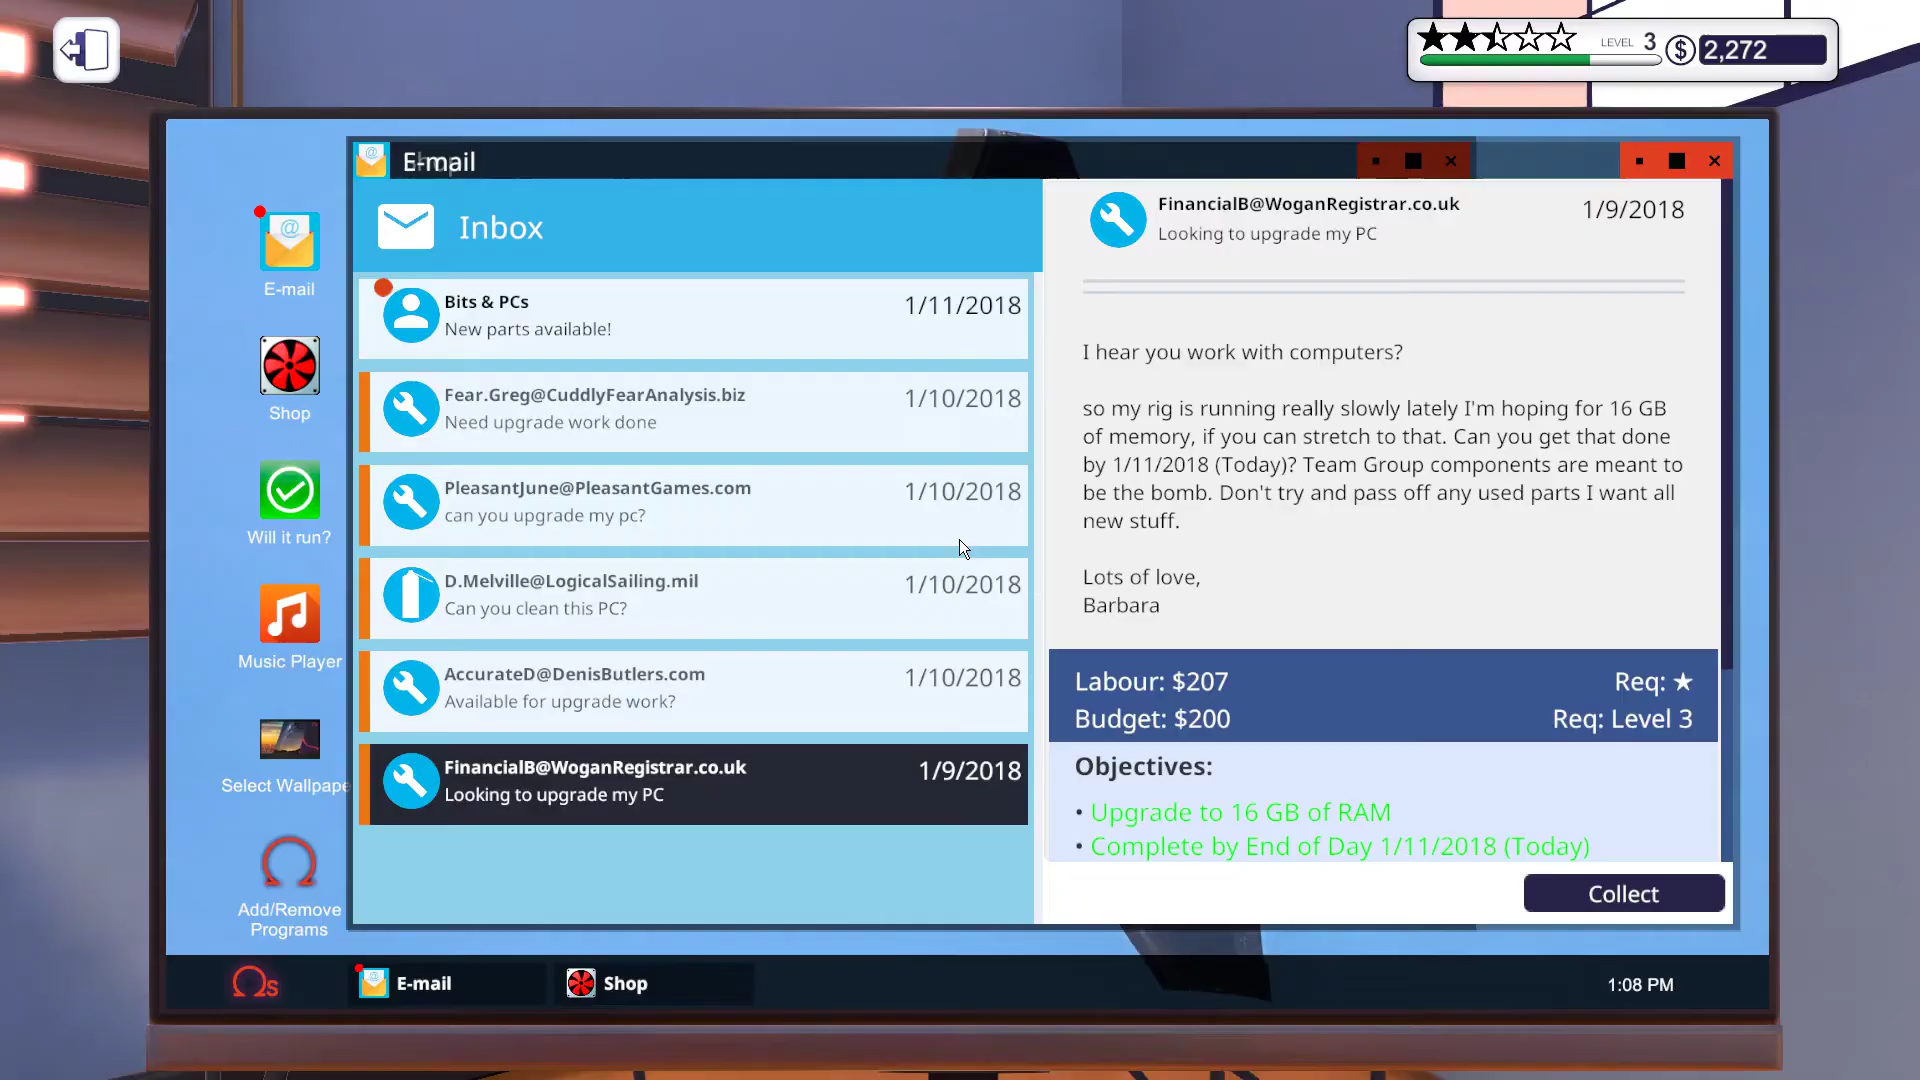 LEVEL 3
$ 2,272
E-mail
Inbox
Bits & PCs
1/11/2018
New parts available!
Fear.Greg@CuddlyFearAnalysis.biz
1/10/2018
Need upgrade work done
PleasantJune@PleasantGames.com
1/10/2018
can you upgrade my pc?
D.Melville@LogicalSailing.mil
1/10/2018
Can you clean this PC?
AccurateD@DenisButlers.com
1/10/2018
Available for upgrade work?
FinancialB@WoganRegistrar.co.uk
1/9/2018
Looking to upgrade my PC
FinancialB@WoganRegistrar.co.uk
1/9/2018
Looking to upgrade my PC
I hear you work with computers?
so my rig is running really slowly lately I'm hoping for 16 GB
of memory, if you can stretch to that. Can you get that done
by 1/11/2018 (Today)? Team Group components are meant to
be the bomb. Don't try and pass off any used parts I want all
new stuff.
Lots of love,
Barbara
Labour: $207
Req: ★
Budget: $200
Req: Level 3
Objectives:
• Upgrade to 16 GB of RAM
• Complete by End of Day 1/11/2018 (Today)
Collect
E-mail
Shop
Will it run?
Music Player
Select Wallpape
Add/Remove
Programs
Ωs
E-mail
Shop
1:08 PM